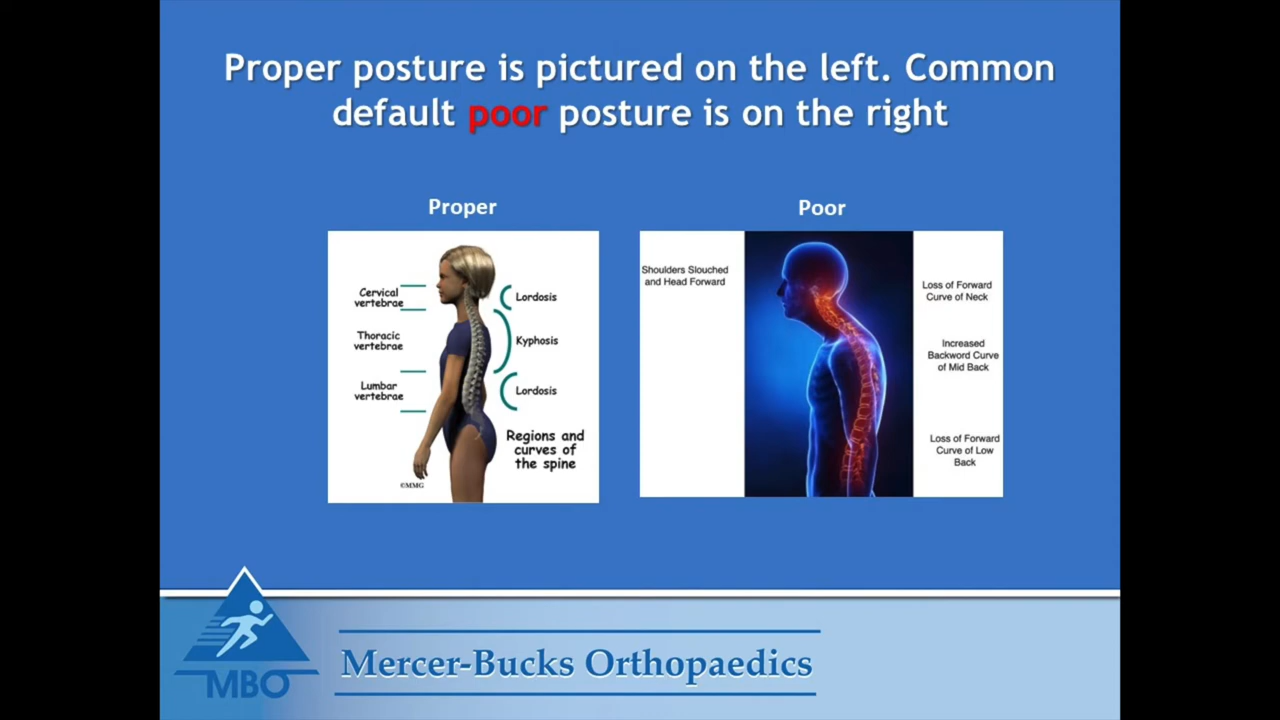 Proper posture is pictured on the left. Common
default poor posture is on the right
Proper
Poor
Cervical
vertebrae
Thoracic
vertebrae
Lumbar
vertebrae
Lordosis
Kyphosis
Lordosis
Regions and
curves of
the spine
©MMG
Shoulders Slouched
and Head Forward
Loss of Forward
Curve of Neck
Increased
Backword Curve
of Mid Back
Loss of Forward
Curve of Low
Back
MBO
Mercer-Bucks Orthopaedics